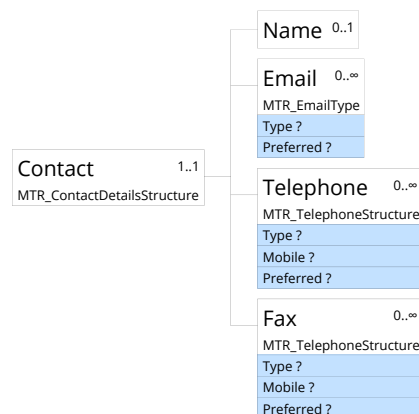 Name 0..1
Email 0..∞
MTR_EmailType
Type ?
Preferred ?
Contact 1..1
MTR_ContactDetailsStructure
Telephone 0..∞
MTR_TelephoneStructure
Type ?
Mobile ?
Preferred ?
Fax 0..∞
MTR_TelephoneStructure
Type ?
Mobile ?
Preferred ?